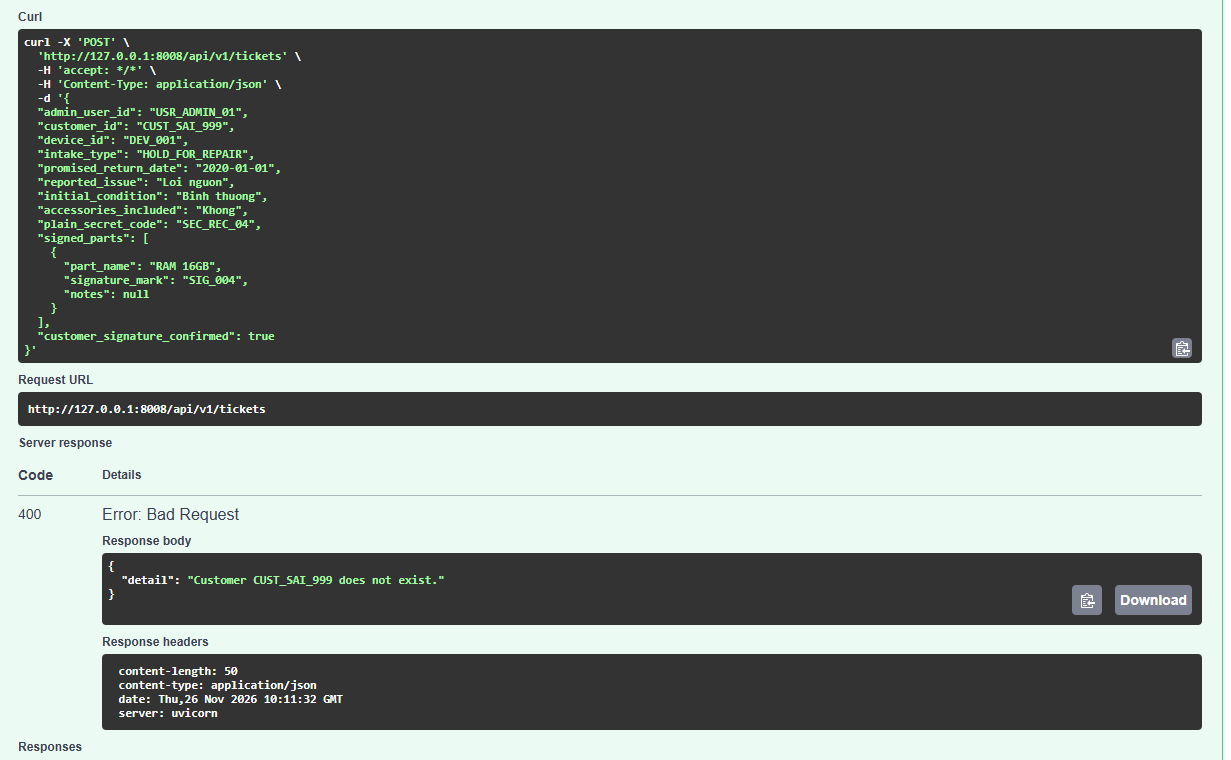 Curl
curl -X 'POST' \
'http://127.0.0.1:8008/api/v1/tickets' \
-H 'accept: */*' \
-H 'Content-Type: application/json' \
-d '{
"admin_user_id": "USR_ADMIN_01",
"customer_id": "CUST_SAI_999",
"device_id": "DEV_001",
"intake_type": "HOLD_FOR_REPAIR",
"promised_return_date": "2020-01-01",
"reported_issue": "Loi nguon",
"initial_condition": "Binh thuong",
"accessories_included": "Khong",
"plain_secret_code": "SEC_REC_04",
"signed_parts": [
{
"part_name": "RAM 16GB",
"signature_mark": "SIG_004",
"notes": null
}
],
"customer_signature_confirmed": true
}'
Request URL
http://127.0.0.1:8008/api/v1/tickets
Server response
Code Details
400 Error: Bad Request
Response body
{
"detail": "Customer CUST_SAI_999 does not exist."
}
Download
Response headers
content-length: 50
content-type: application/json
date: Thu,26 Nov 2026 10:11:32 GMT
server: uvicorn
Responses